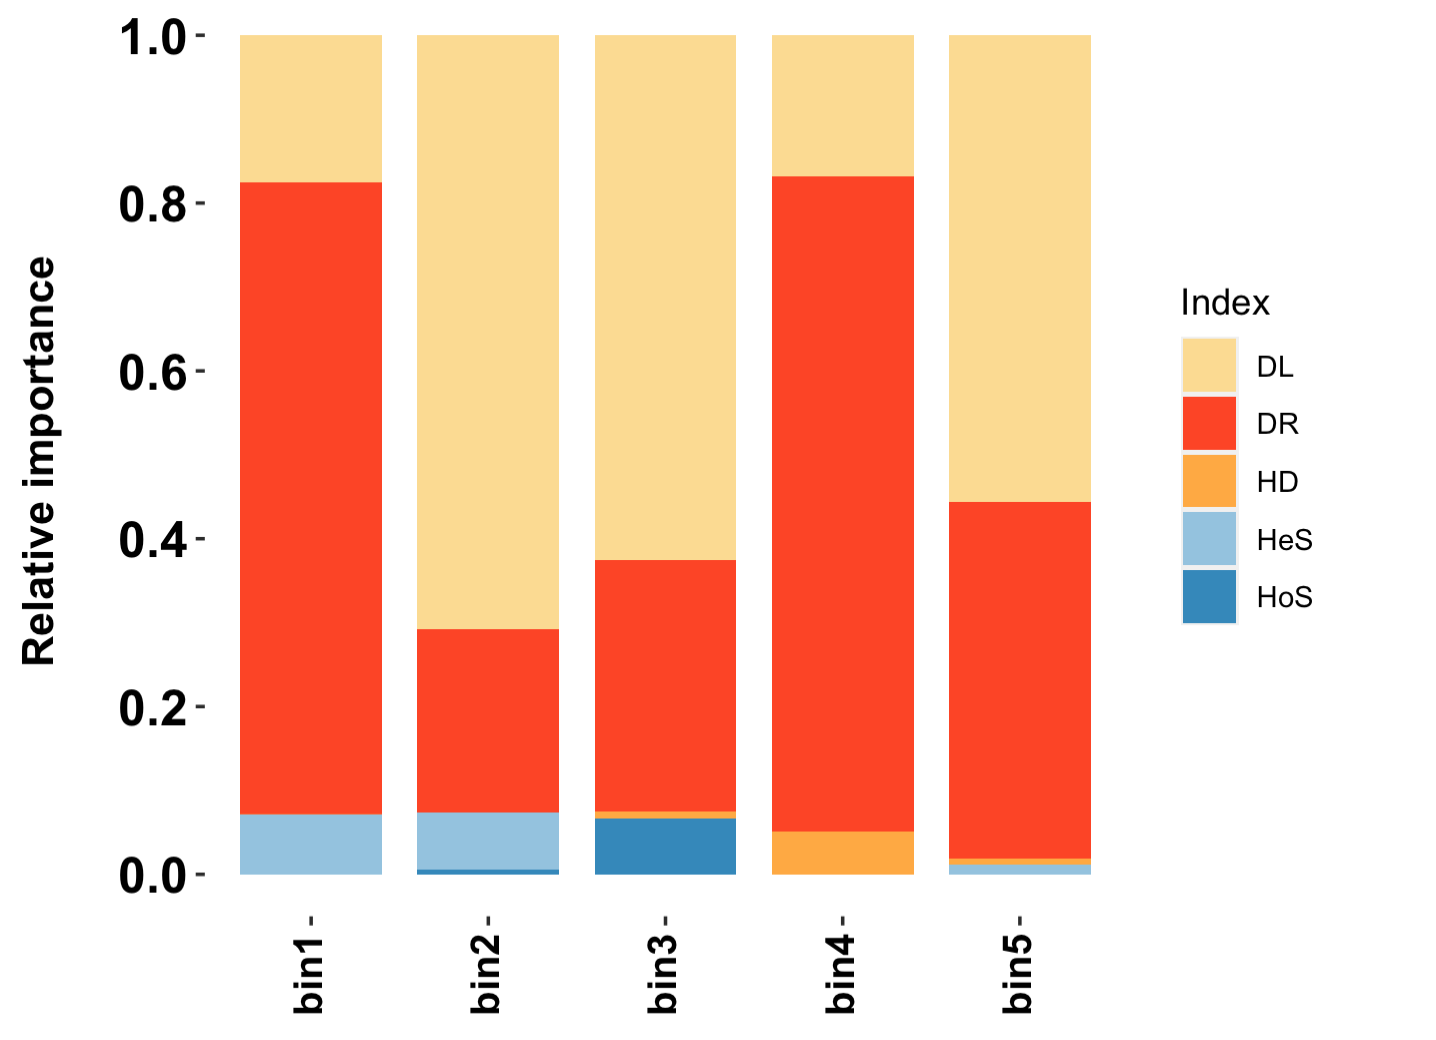 Relative importance
1.0
0.8
0.6
0.4
0.2
0.0
bin1
bin2
bin3
bin4
bin5
Index
DL
DR
HD
HeS
HoS